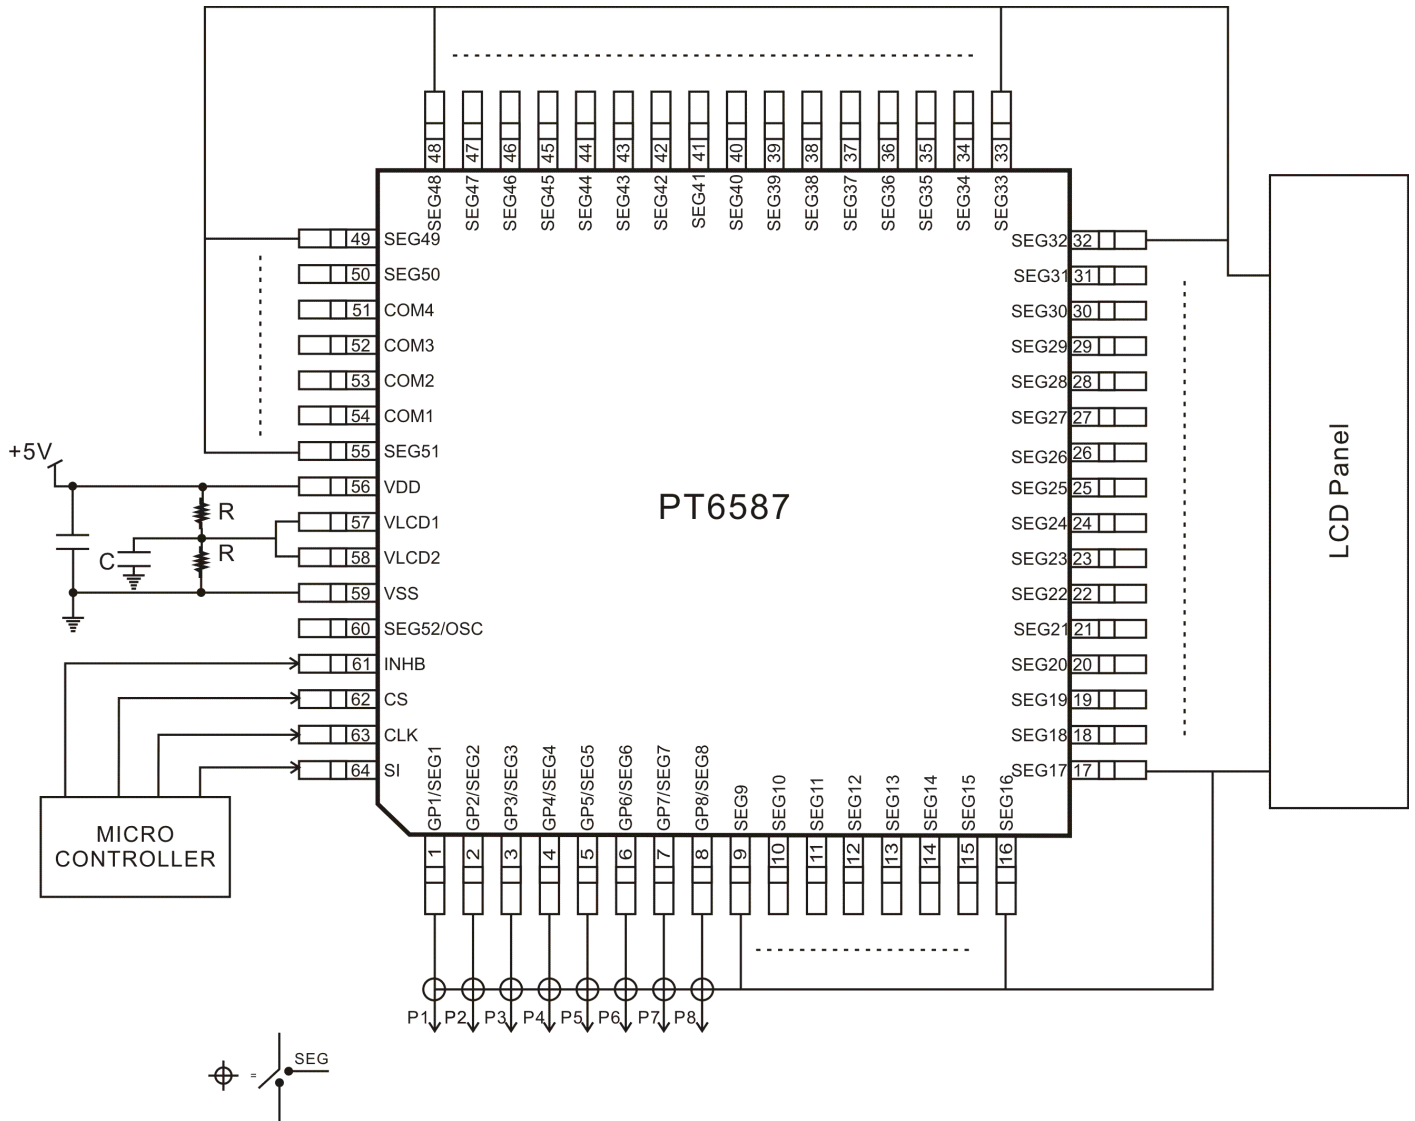 48
47
46
45
44
43
42
41
40
39
38
37
36
35
34
33
SEG48
SEG47
SEG46
SEG45
SEG44
SEG43
SEG42
SEG41
SEG40
SEG39
SEG38
SEG37
SEG36
SEG35
SEG34
SEG33
49 SEG49
50 SEG50
51 COM4
52 COM3
53 COM2
54 COM1
55 SEG51
56 VDD
57 VLCD1
58 VLCD2
59 VSS
60 SEG52/OSC
61 INHB
62 CS
63 CLK
64 SI
+5V
R
R
C
PT6587
SEG32 32
SEG31 31
SEG30 30
SEG29 29
SEG28 28
SEG27 27
SEG26 26
SEG25 25
SEG24 24
SEG23 23
SEG22 22
SEG21 21
SEG20 20
SEG19 19
SEG18 18
SEG17 17
LCD Panel
MICRO
CONTROLLER
GP1/SEG1
GP2/SEG2
GP3/SEG3
GP4/SEG4
GP5/SEG5
GP6/SEG6
GP7/SEG7
GP8/SEG8
SEG9
SEG10
SEG11
SEG12
SEG13
SEG14
SEG15
SEG16
1
2
3
4
5
6
7
8
9
10
11
12
13
14
15
16
P1
P2
P3
P4
P5
P6
P7
P8
= SEG